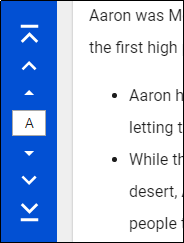 Aaron was M
the first high
A
• Aaron h
letting t
• While th
desert,
people